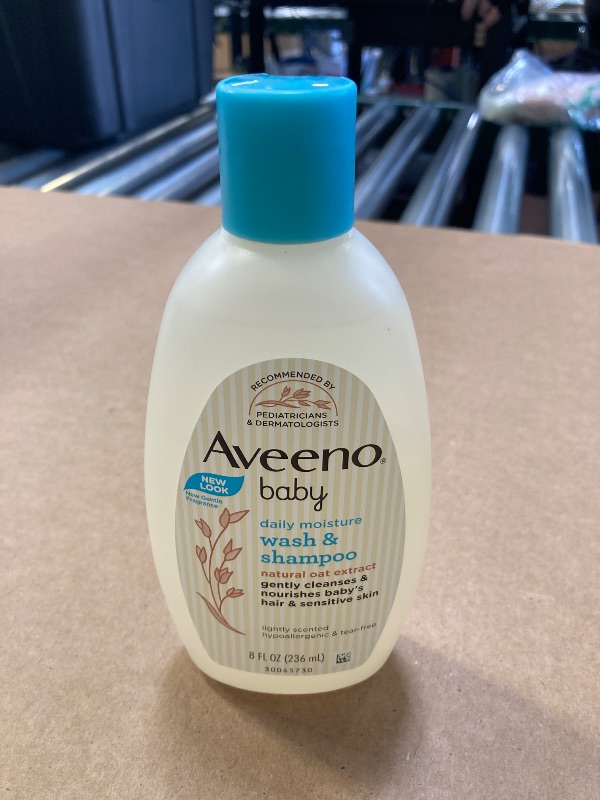 RECOMMENDED BY
PEDIATRICIANS
& DERMATOLOGISTS
Aveeno®
baby
NEW
LOOK
New Gentle
Fragrance
daily moisture
wash &
shampoo
natural oat extract
gently cleanses &
nourishes baby's
hair & sensitive skin
lightly scented
hypoallergenic & tear-free
8 FL OZ (236 mL)
30065730